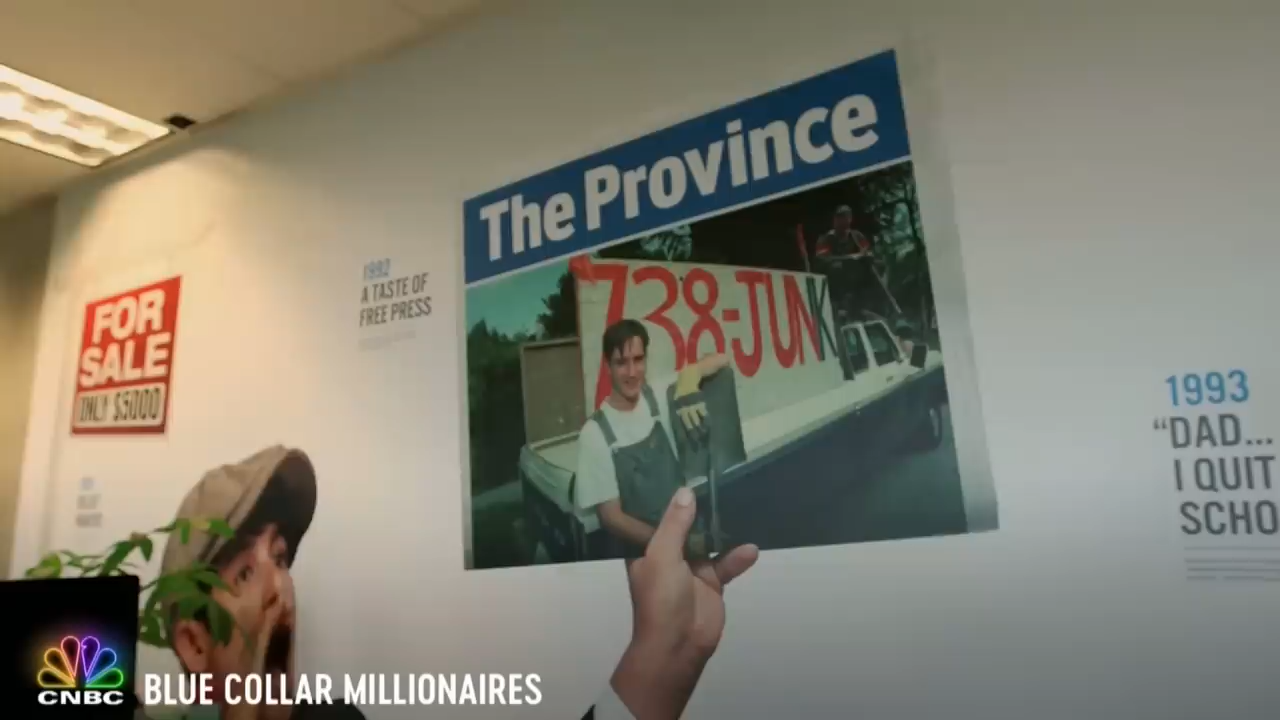 The Province
738-JUNK
FOR
SALE
ONLY $5000
1992
A TASTE OF
FREE PRESS
1993
“DAD...
I QUIT
SCHO
CNBC
BLUE COLLAR MILLIONAIRES